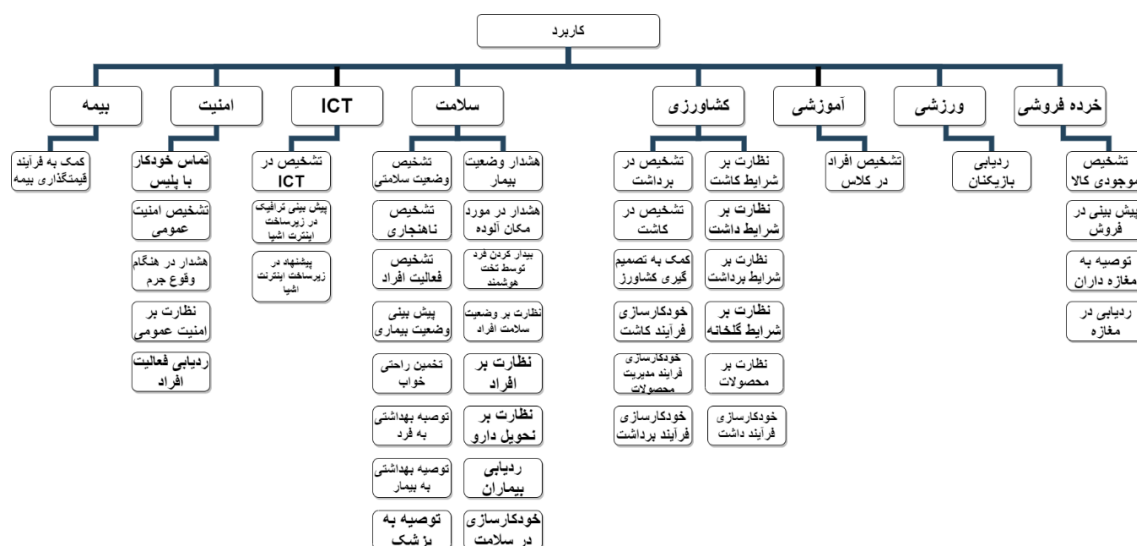 کاربرد
خرده فروشی
ورزشی
آموزشی
کشاورزی
سلامت
ICT
امنیت
بیمه
تشخیص
موجودی کالا
پیش بینی در
فروش
توصیه به
مغازه داران
ردیابی در
مغازه
ردیابی
بازیکنان
تشخیص افراد
در کلاس
نظارت بر
شرایط کاشت
نظارت بر
شرایط داشت
نظارت بر
شرایط برداشت
نظارت بر
شرایط گلخانه
نظارت بر
محصولات
خودکارسازی
فرآیند داشت
تشخیص در
برداشت
تشخیص در
کاشت
کمک به تصمیم
گیری کشاورز
خودکارسازی
فرآیند کاشت
خودکارسازی
فرایند مدیریت
محصولات
خودکارسازی
فرآیند برداشت
هشدار وضعیت
بیمار
هشدار در مورد
مکان آلوده
بیدار کردن فرد
توسط تخت
هوشمند
نظارت بر وضعیت
سلامت افراد
نظارت بر
افراد
نظارت بر
تحویل دارو
ردیابی
بیماران
خودکارسازی
در سلامت
تشخیص
وضعیت سلامتی
تشخیص
ناهنجاری
تشخیص
فعالیت افراد
پیش بینی
وضعیت بیماری
تخمین راحتی
خواب
توصیه بهداشتی
به فرد
توصیه بهداشتی
به بیمار
توصیه به
پزشک
تشخیص در
ICT
پیش بینی ترافیک
در زیرساخت
اینترت اشیا
پیشنهاد در
زیرساخت اینترنت
اشیا
تماس خودکار
با پلیس
تشخیص امنیت
عمومی
هشدار در هنگام
وقوع جرم
نظارت بر
امنیت عمومی
ردیابی فعالیت
افراد
کمک به فرآیند
قیمتگذاری بیمه